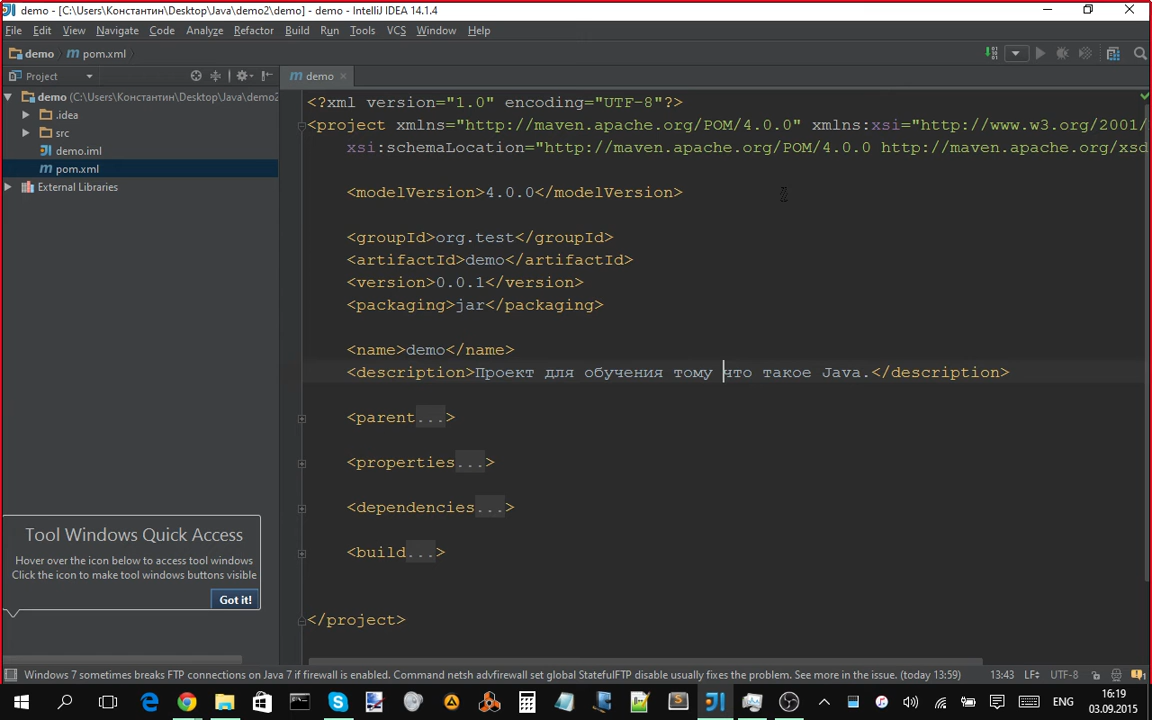 demo - [C:\Users\Константин\Desktop\Java\demo2\demo] - demo - IntelliJ IDEA 14.1.4
File Edit View Navigate Code Analyze Refactor Build Run Tools VCS Window Help
demo pom.xml
Project
demo
demo (C:\Users\Константин\Desktop\Java\demo2
.idea
src
demo.iml
pom.xml
External Libraries
<?xml version="1.0" encoding="UTF-8"?>
<project xmlns="http://maven.apache.org/POM/4.0.0" xmlns:xsi="http://www.w3.org/2001/
xsi:schemaLocation="http://maven.apache.org/POM/4.0.0 http://maven.apache.org/xsd
<modelVersion>4.0.0</modelVersion>
<groupId>org.test</groupId>
<artifactId>demo</artifactId>
<version>0.0.1</version>
<packaging>jar</packaging>
<name>demo</name>
<description>Проект для обучения тому что такое Java.</description>
<parent...>
<properties...>
<dependencies...>
<build...>
</project>
Tool Windows Quick Access
Hover over the icon below to access tool windows
Click the icon to make tool windows buttons visible
Got it!
Windows 7 sometimes breaks FTP connections on Java 7 if firewall is enabled. Command netsh advfirewall set global StatefulFTP disable usually fixes the problem. See more in the issue. (today 13:59) 13:43 LF÷ UTF-8
ENG
16:19
03.09.2015